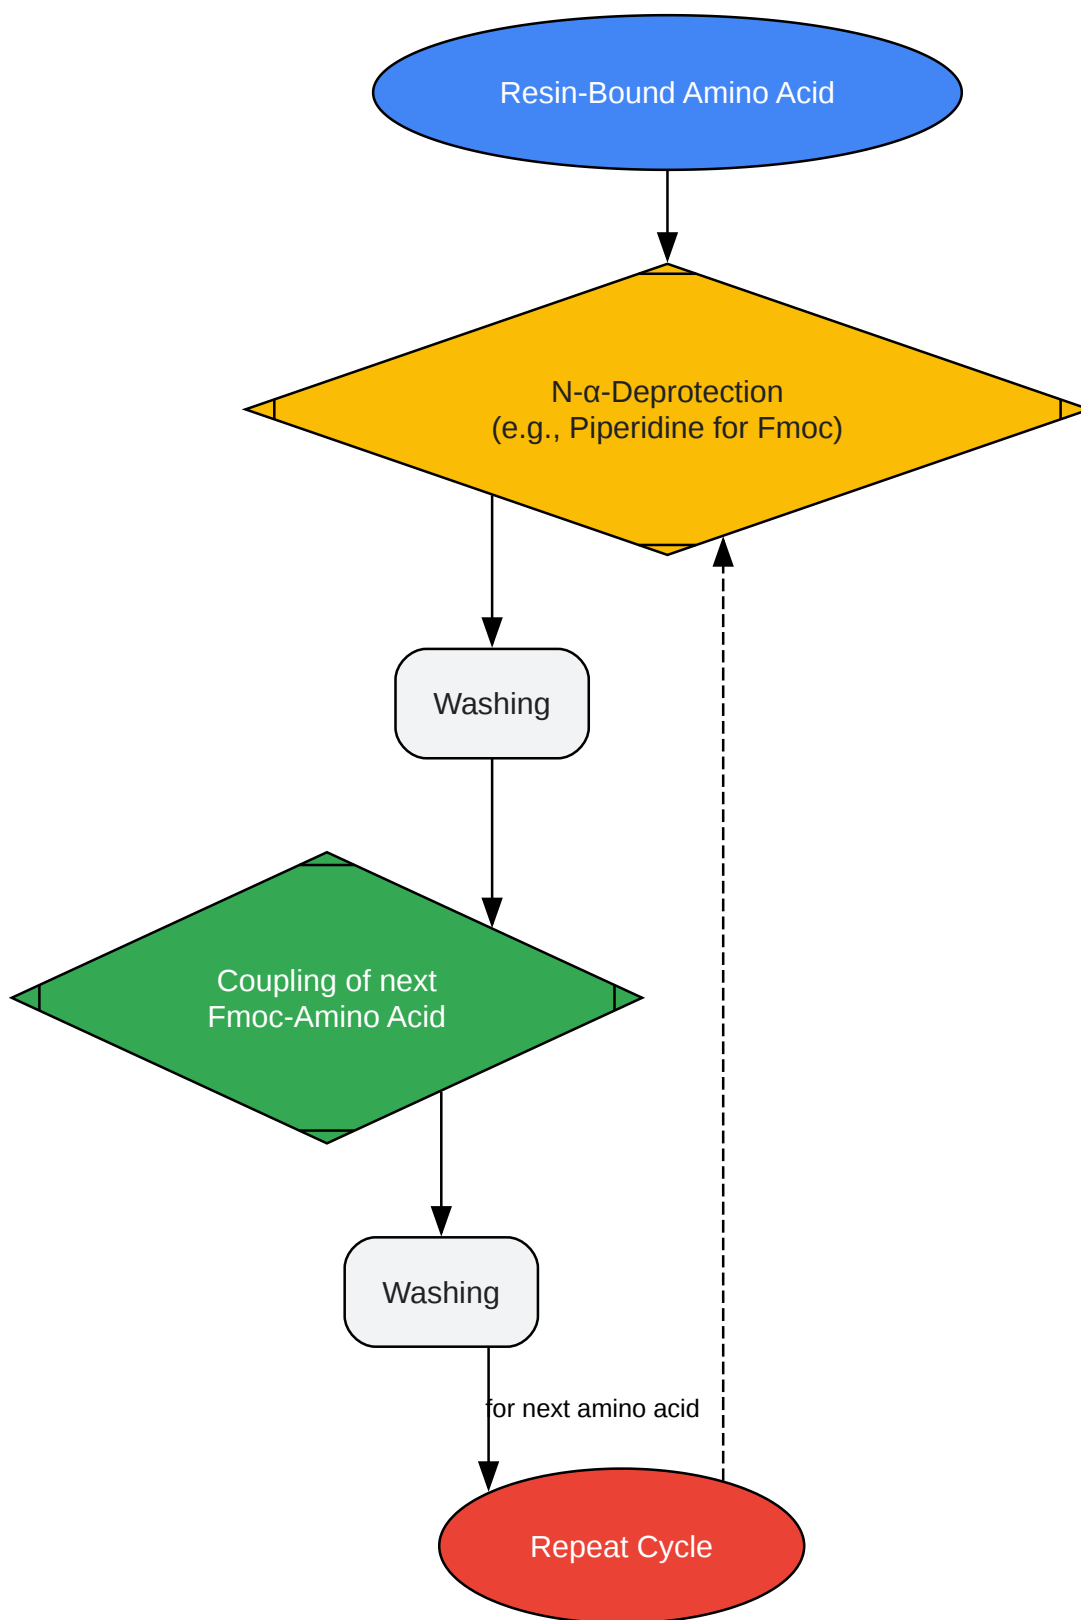 Resin-Bound Amino Acid
N-α-Deprotection
(e.g., Piperidine for Fmoc)
Washing
Coupling of next
Fmoc-Amino Acid
Washing
for next amino acid
Repeat Cycle